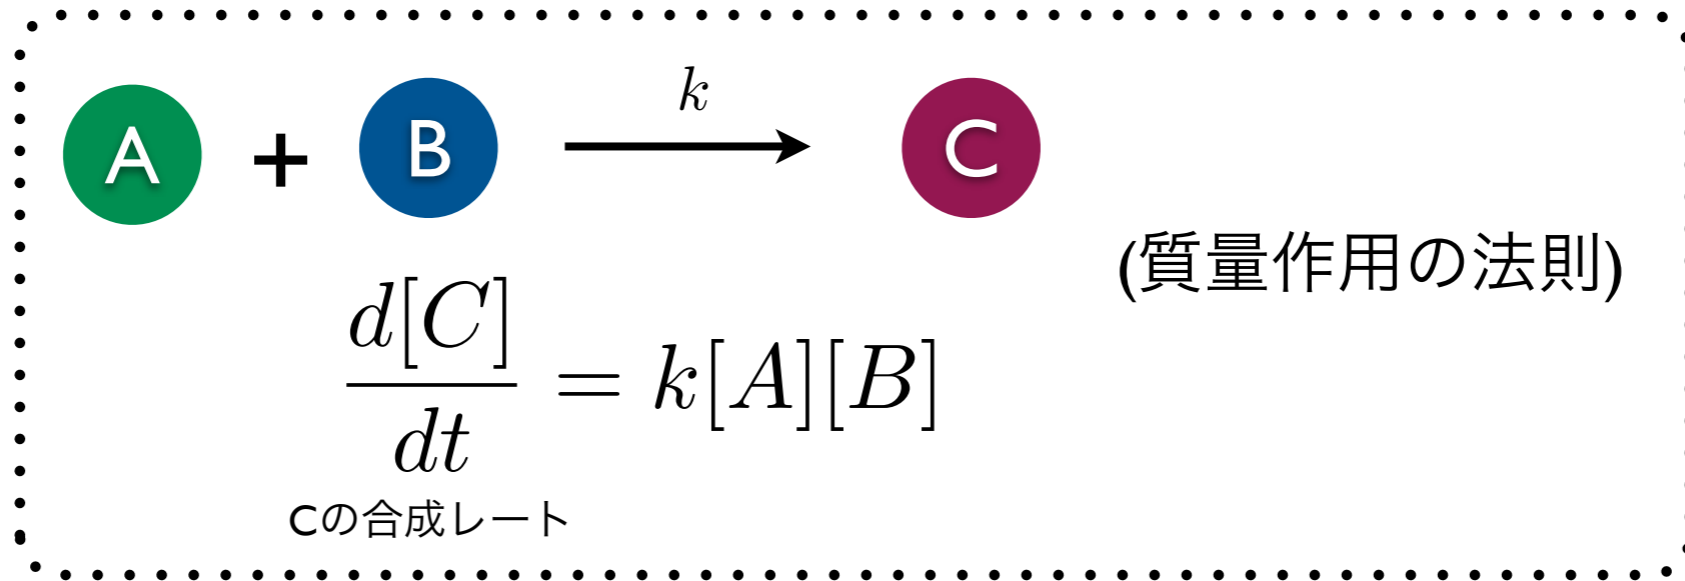 k
A + B → C
(質量作用の法則)
d[C]/dt = k[A][B]
Cの合成レート